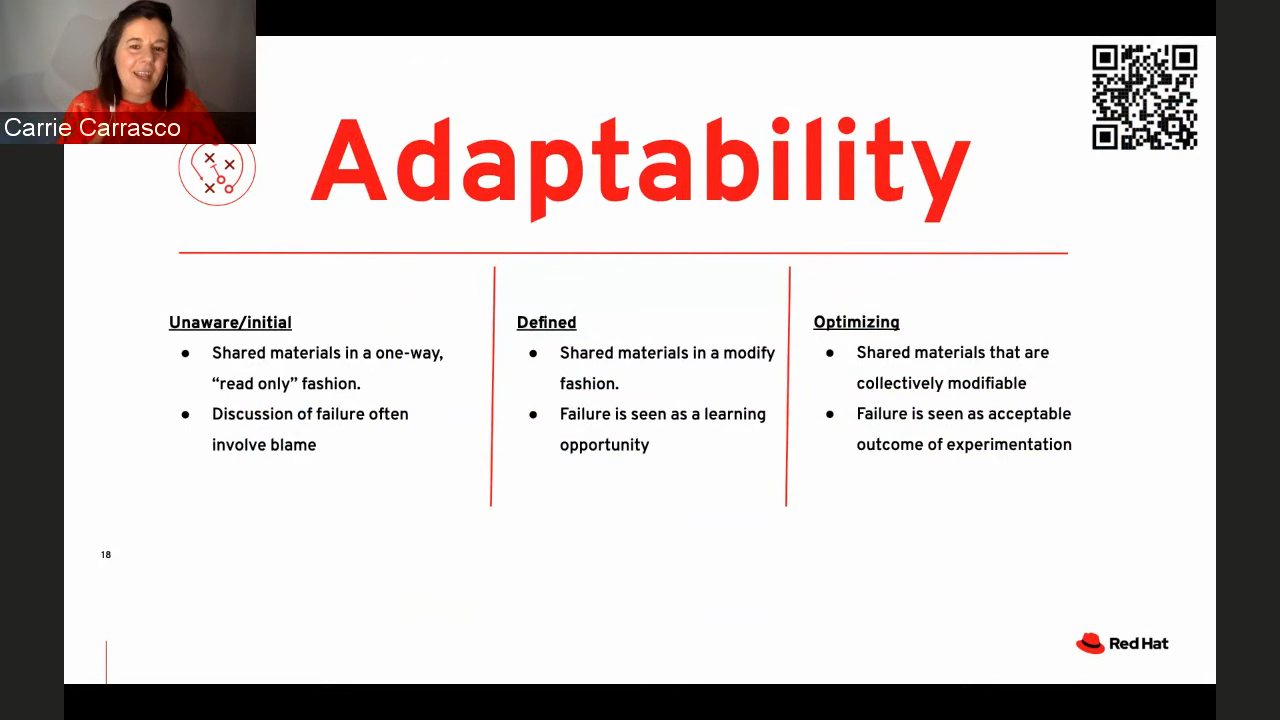 Carrie Carrasco
Adaptability
Unaware/initial
● Shared materials in a one-way,
“read only” fashion.
● Discussion of failure often
involve blame
Defined
● Shared materials in a modify
fashion.
● Failure is seen as a learning
opportunity
Optimizing
● Shared materials that are
collectively modifiable
● Failure is seen as acceptable
outcome of experimentation
18
Red Hat